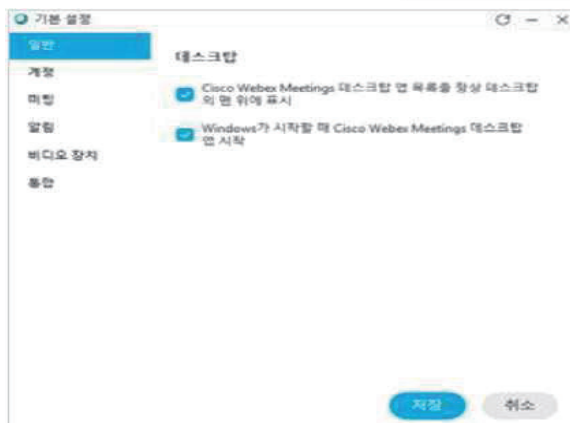 기본 설정
일반
계정
미팅
알림
비디오 장치
통합
데스크탑
Cisco Webex Meetings 데스크탑 앱 목록을 항상 데스크탑
의 맨 위에 표시
Windows가 시작할 때 Cisco Webex Meetings 데스크탑
앱 시작
저장
취소